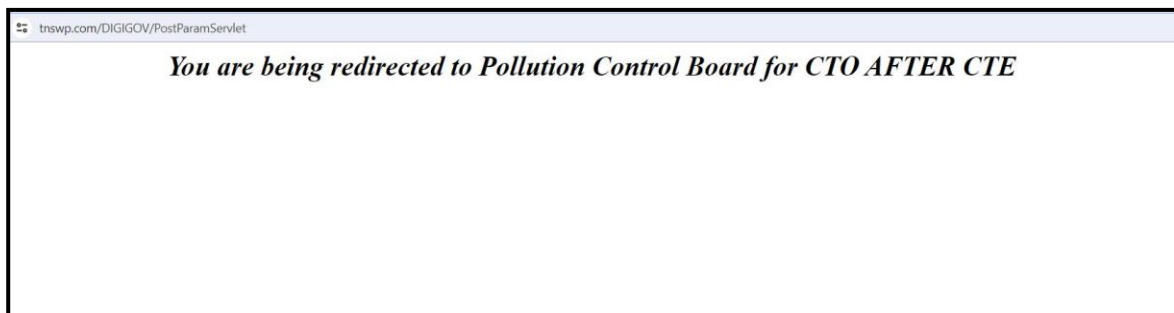 tnswp.com/DIGIGOV/PostParamServlet
You are being redirected to Pollution Control Board for CTO AFTER CTE